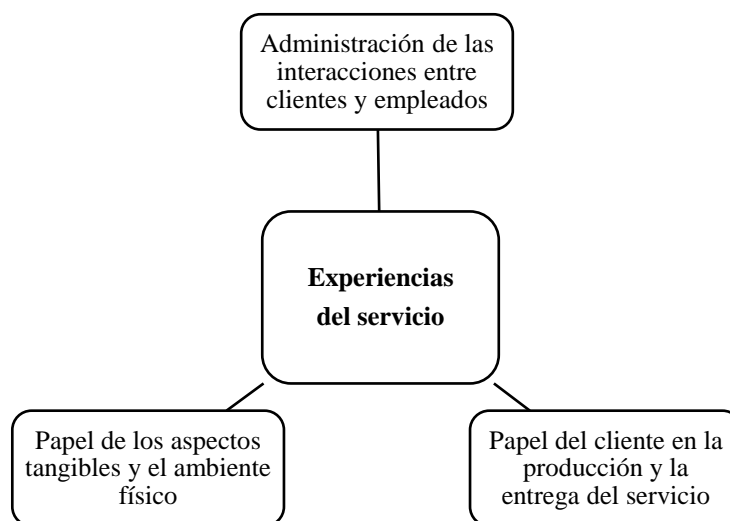 Administración de las
interacciones entre
clientes y empleados
Experiencias
del servicio
Papel de los aspectos
tangibles y el ambiente
físico
Papel del cliente en la
producción y la
entrega del servicio